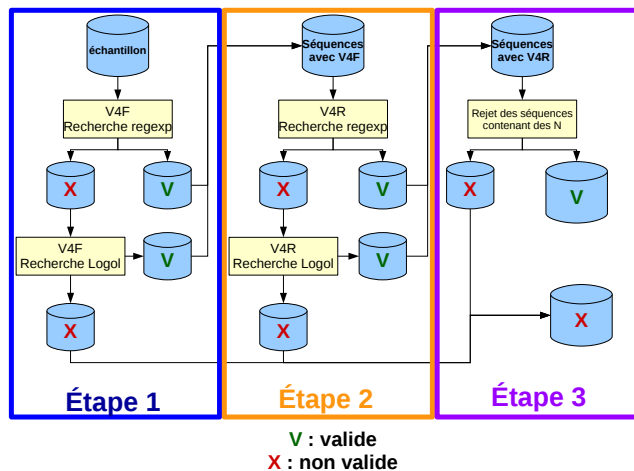 échantillon
V4F
Recherche regexp
X
V
V4F
Recherche Logol
V
X
Étape 1
Séquences
avec V4F
V4R
Recherche regexp
X
V
V4R
Recherche Logol
V
X
Étape 2
Séquences
avec V4R
Rejet des séquences
contenant des N
X
V
X
Étape 3
V : valide
X : non valide